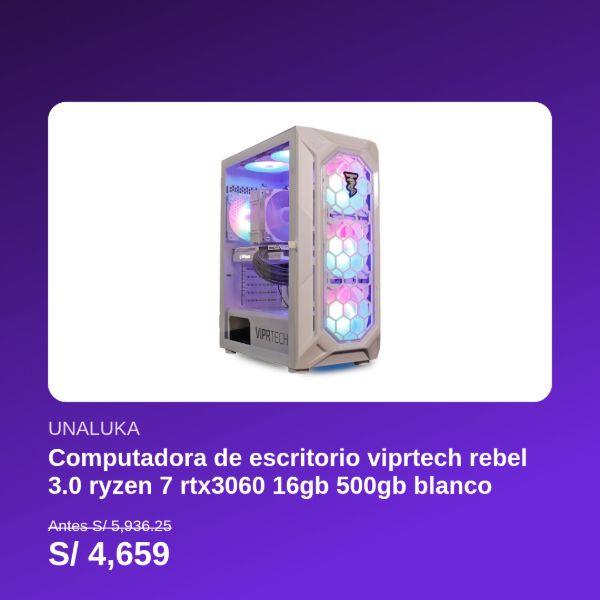 VIPRTECH
UNALUKA
Computadora de escritorio viprtech rebel
3.0 ryzen 7 rtx3060 16gb 500gb blanco
Antes S/ 5,936.25
S/ 4,659